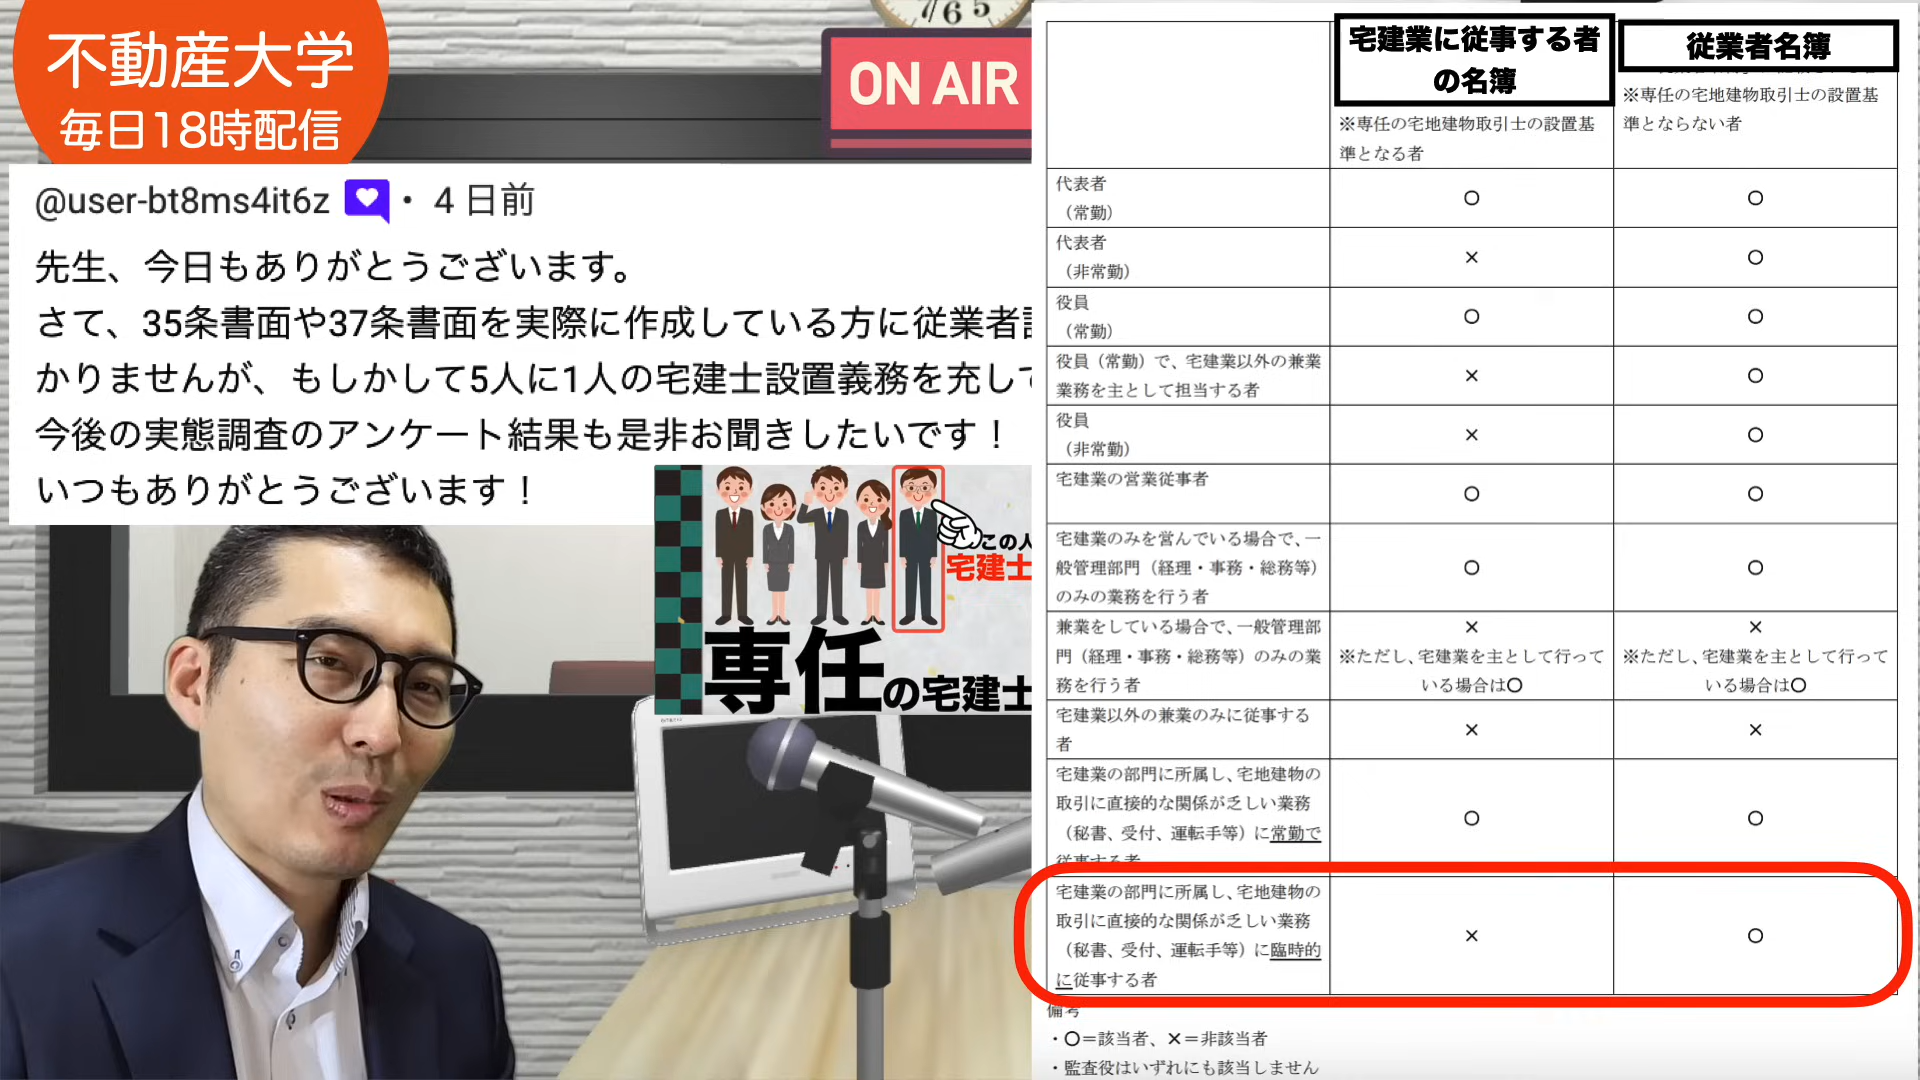 不動産大学
毎日18時配信
7 6 5
ON AIR
@user-bt8ms4it6z ・ 4 日前
先生、今日もありがとうございます。
さて、35条書面や37条書面を実際に作成している方に従業者
かりませんが、もしかして5人に1人の宅建士設置義務を充して
今後の実態調査のアンケート結果も是非お聞きしたいです！
いつもありがとうございます！
この人
宅建士
専任の宅建士
宅建業に従事する者
の名簿
※専任の宅地建物取引士の設置基
準となる者
従業者名簿
※専任の宅地建物取引士の設置基
準とならない者
代表者
（常勤）
〇 〇
代表者
（非常勤）
× 〇
役員
（常勤）
〇 〇
役員（常勤）で、宅建業以外の兼業
業務を主として担当する者
× 〇
役員
（非常勤）
× 〇
宅建業の営業従事者
〇 〇
宅建業のみを営んでいる場合で、一
般管理部門（経理・事務・総務等）
のみの業務を行う者
〇 〇
兼業をしている場合で、一般管理部
門（経理・事務・総務等）のみの業
務を行う者
×
※ただし、宅建業を主として行って
いる場合は〇
×
※ただし、宅建業を主として行って
いる場合は〇
宅建業以外の兼業のみに従事する
者
× ×
宅建業の部門に所属し、宅地建物の
取引に直接的な関係が乏しい業務
（秘書、受付、運転手等）に常勤で
従事する者
〇 〇
宅建業の部門に所属し、宅地建物の
取引に直接的な関係が乏しい業務
（秘書、受付、運転手等）に臨時的
に従事する者
× 〇
備考
・〇＝該当者、×＝非該当者
・監査役はいずれにも該当しません